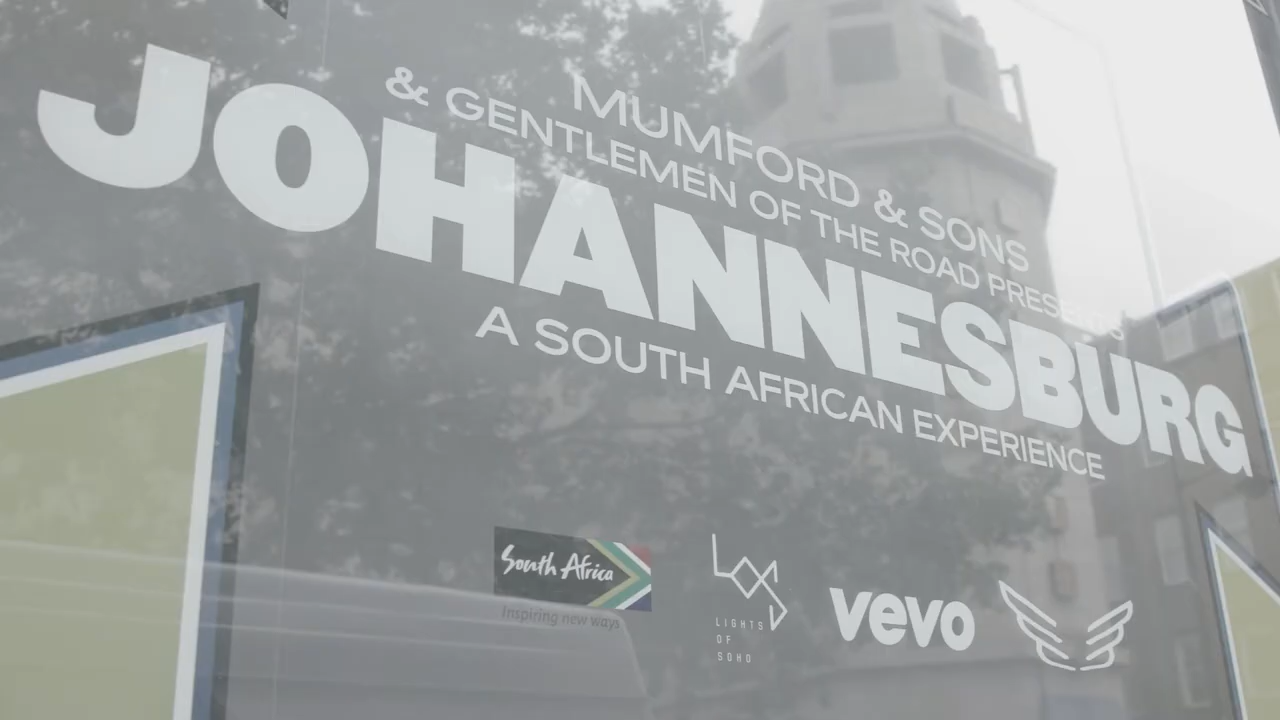 MUMFORD & SONS
& GENTLEMEN OF THE ROAD PRESENTS
JOHANNESBURG
A SOUTH AFRICAN EXPERIENCE
South Africa
Inspiring new ways
LOS
LIGHTS
OF
SOHO
vevo